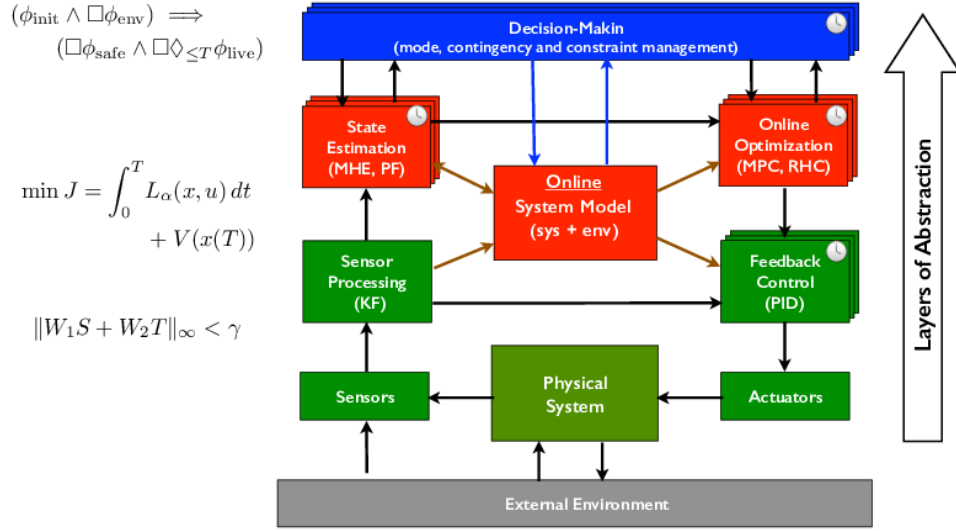 (ϕ_init ∧ □ϕ_env) ⟹
(□ϕ_safe ∧ □◊_{≤T} ϕ_live)
Decision-Makin
(mode, contingency and constraint management)
State
Estimation
(MHE, PF)
Online
Optimization
(MPC, RHC)
Online
System Model
(sys + env)
min J = ∫_0^T L_α(x, u) dt
+ V(x(T))
Sensor
Processing
(KF)
Feedback
Control
(PID)
‖W_1S + W_2T‖_∞ < γ
Sensors
Physical
System
Actuators
External Environment
Layers of Abstraction